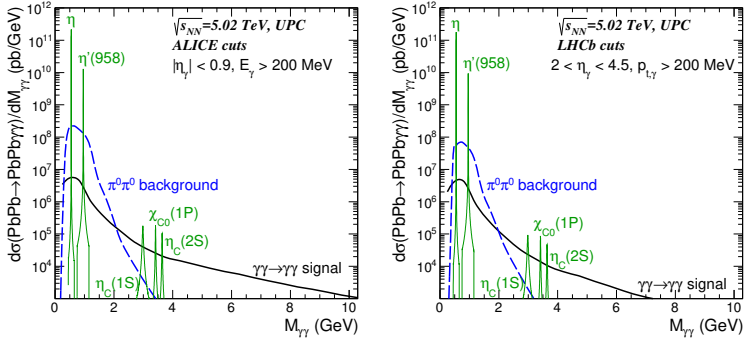 dσ(PbPb→PbPbγγ)/dMγγ (pb/GeV)
10¹²
10¹¹
10¹⁰
10⁹
10⁸
10⁷
10⁶
10⁵
10⁴
η
η'(958)
√sNN=5.02 TeV, UPC
ALICE cuts
|ηγ| < 0.9, Eγ > 200 MeV
π⁰π⁰ background
χC0(1P)
ηC(2S)
ηC(1S)
γγ→γγ signal
0 2 4 6 8 10
Mγγ (GeV)
dσ(PbPb→PbPbγγ)/dMγγ (pb/GeV)
10¹²
10¹¹
10¹⁰
10⁹
10⁸
10⁷
10⁶
10⁵
10⁴
η
η'(958)
√sNN=5.02 TeV, UPC
LHCb cuts
2 < ηγ < 4.5, pt,γ > 200 MeV
π⁰π⁰ background
χC0(1P)
ηC(2S)
ηC(1S)
γγ→γγ signal
0 2 4 6 8 10
Mγγ (GeV)